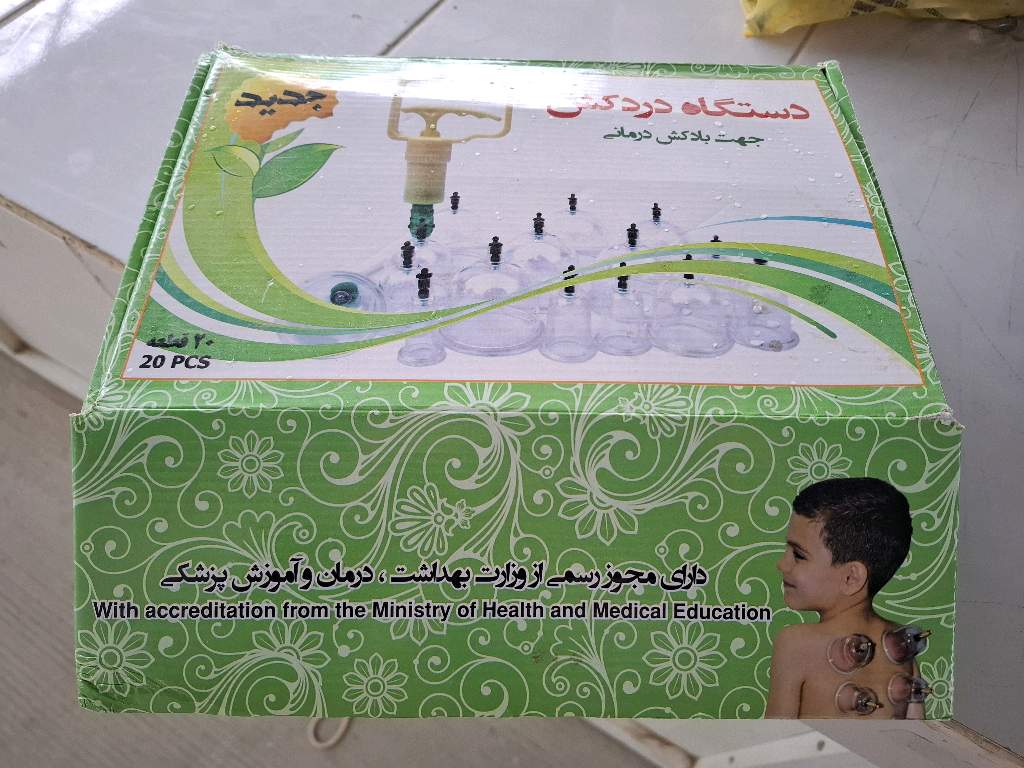 جدید
دستگاه دردکش
جهت بادکش درمانی
۲۰ قطعه
20 PCS
دارای مجوز رسمی از وزارت بهداشت ، درمان و آموزش پزشکی
With accreditation from the Ministry of Health and Medical Education